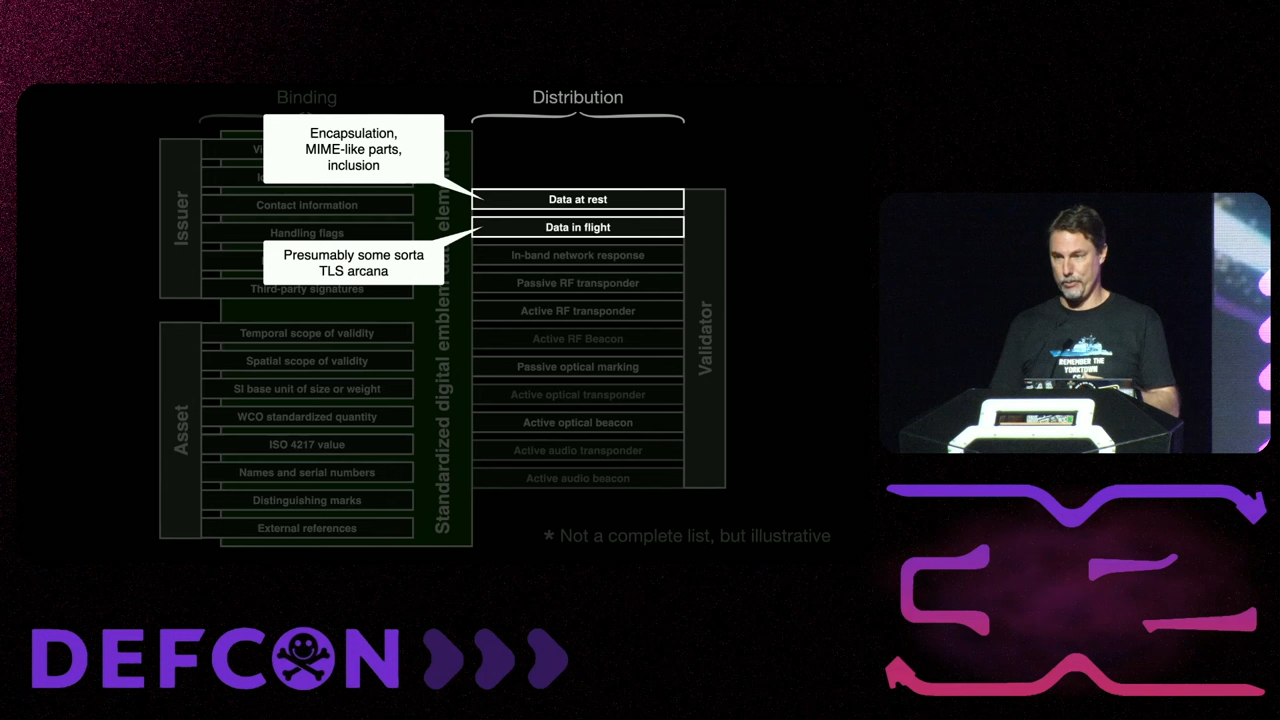 Binding
Distribution
Encapsulation,
MIME-like parts,
inclusion
Issuer
Contact information
Handling flags
Presumably some sorta
TLS arcana
Third-party signatures
Asset
Temporal scope of validity
Spatial scope of validity
SI base unit of size or weight
WCO standardized quantity
ISO 4217 value
Names and serial numbers
Distinguishing marks
External references
Standardized digital emblem
Data at rest
Data in flight
In-band network response
Passive RF transponder
Active RF transponder
Active RF Beacon
Passive optical marking
Active optical transponder
Active optical beacon
Active audio transponder
Active audio beacon
Validator
* Not a complete list, but illustrative
REMEMBER THE
YORKTOWN
DEFCON